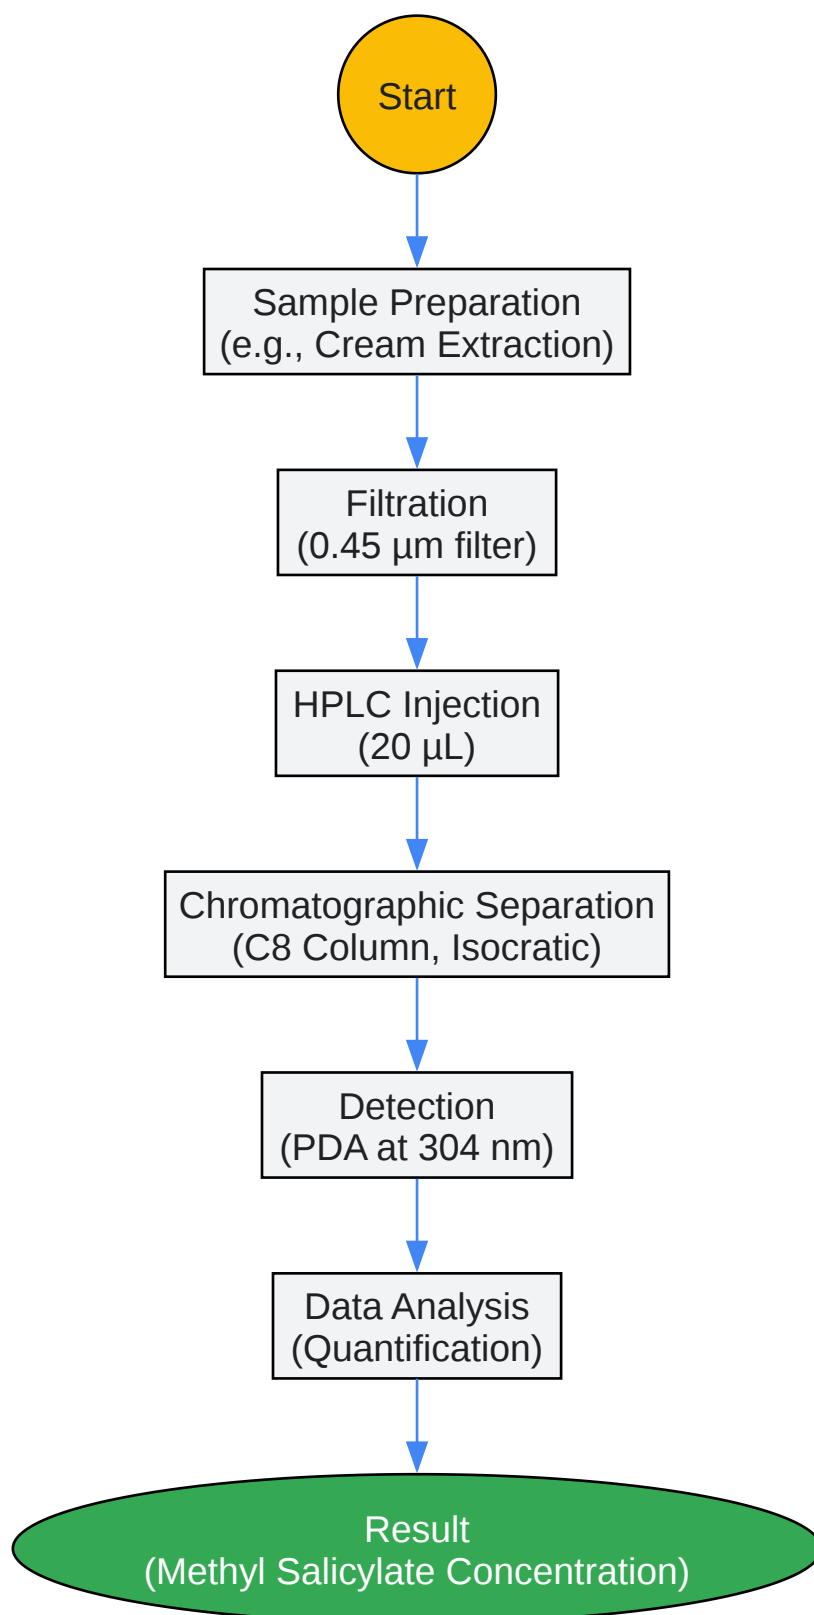 Start
Sample Preparation
(e.g., Cream Extraction)
Filtration
(0.45 µm filter)
HPLC Injection
(20 µL)
Chromatographic Separation
(C8 Column, Isocratic)
Detection
(PDA at 304 nm)
Data Analysis
(Quantification)
Result
(Methyl Salicylate Concentration)